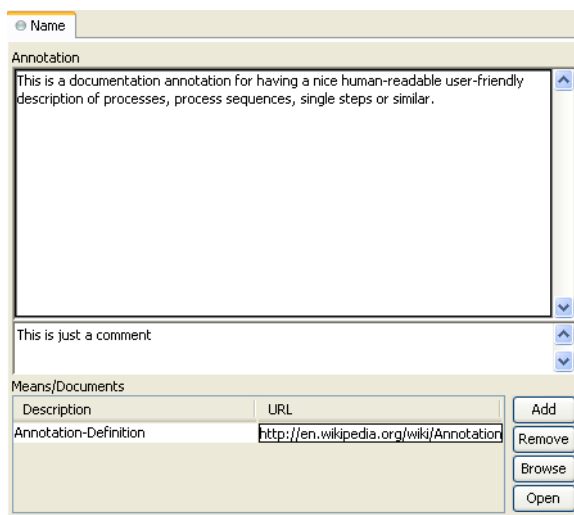 Name
Annotation
This is a documentation annotation for having a nice human-readable user-friendly
description of processes, process sequences, single steps or similar.
This is just a comment
Means/Documents
Description URL
Annotation-Definition http://en.wikipedia.org/wiki/Annotation
Add
Remove
Browse
Open